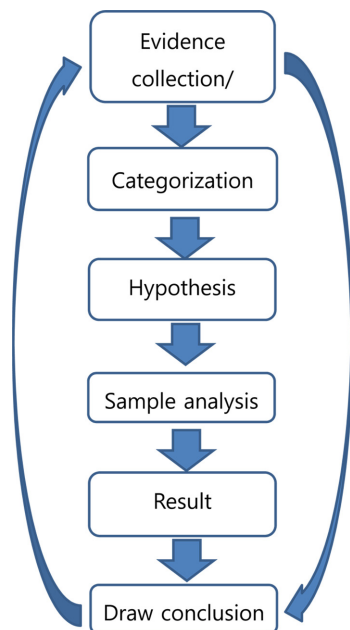 Evidence
collection/
Categorization
Hypothesis
Sample analysis
Result
Draw conclusion